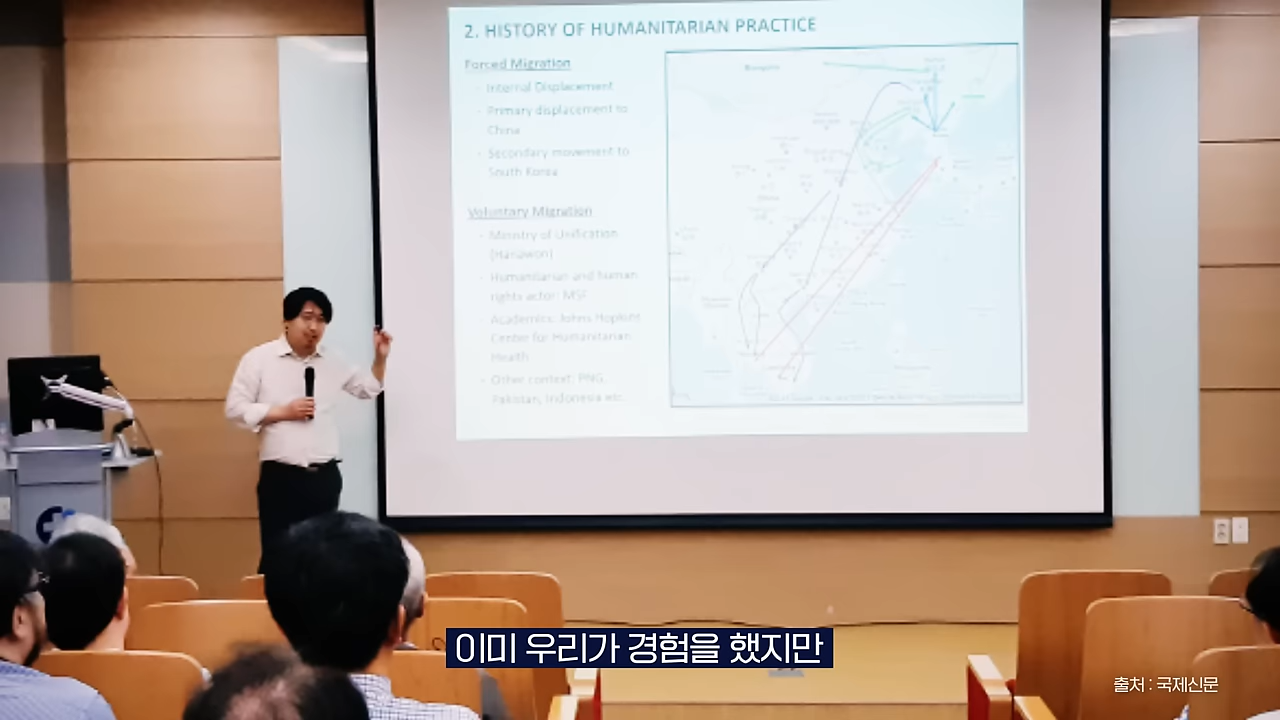 2. HISTORY OF HUMANITARIAN PRACTICE
Forced Migration
- Internal Displacement
- Primary displacement to
China
- Secondary movement to
South Korea
Voluntary Migration
- Ministry of Unification
(Hanawon)
- Humanitarian and human
rights actor: MSF
Academics: Johns Hopkins
Center for Humanitarian
Health
- Other context: PNG,
Pakistan, Indonesia etc.
이미 우리가 경험을 했지만
출처 : 국제신문